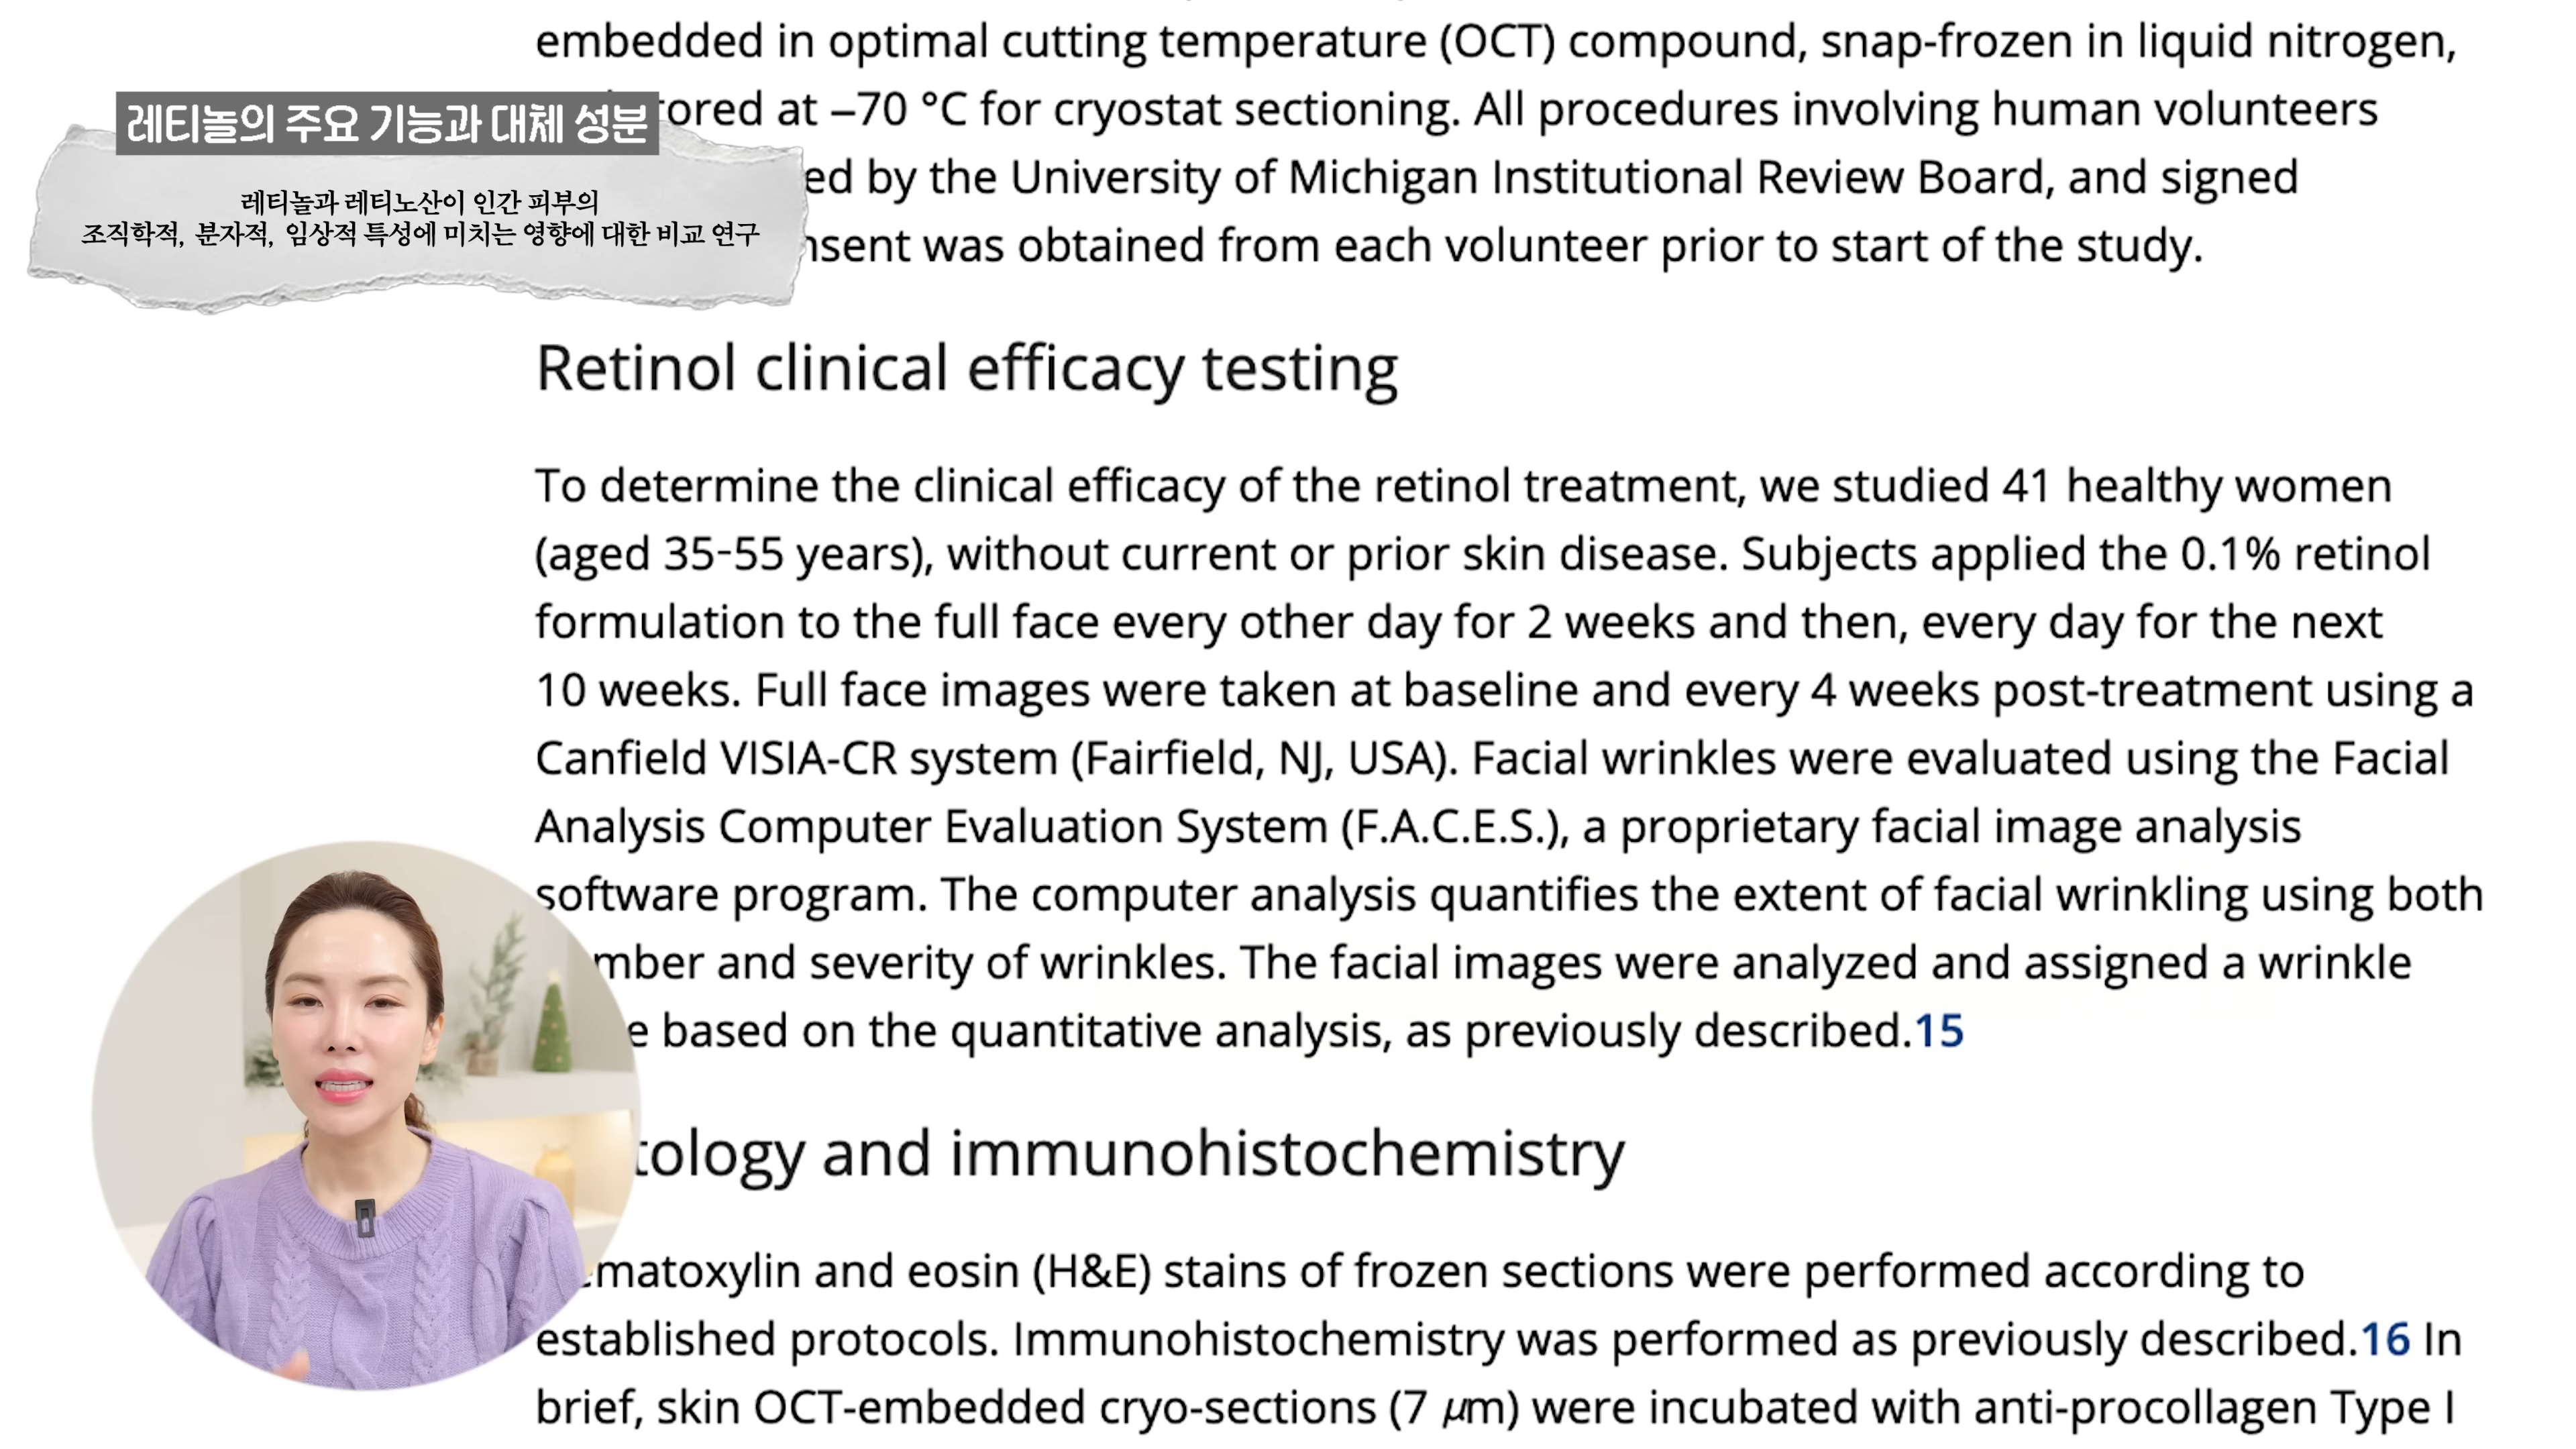 embedded in optimal cutting temperature (OCT) compound, snap-frozen in liquid nitrogen,
레티놀의 주요 기능과 대체 성분
at –70 °C for cryostat sectioning. All procedures involving human volunteers
레티놀과 레티노산이 인간 피부의
조직학적, 분자적, 임상적 특성에 미치는 영향에 대한 비교 연구
by the University of Michigan Institutional Review Board, and signed
was obtained from each volunteer prior to start of the study.
Retinol clinical efficacy testing
To determine the clinical efficacy of the retinol treatment, we studied 41 healthy women
(aged 35-55 years), without current or prior skin disease. Subjects applied the 0.1% retinol
formulation to the full face every other day for 2 weeks and then, every day for the next
10 weeks. Full face images were taken at baseline and every 4 weeks post-treatment using a
Canfield VISIA-CR system (Fairfield, NJ, USA). Facial wrinkles were evaluated using the Facial
Analysis Computer Evaluation System (F.A.C.E.S.), a proprietary facial image analysis
software program. The computer analysis quantifies the extent of facial wrinkling using both
and severity of wrinkles. The facial images were analyzed and assigned a wrinkle
based on the quantitative analysis, as previously described.15
and immunohistochemistry
and eosin (H&E) stains of frozen sections were performed according to
established protocols. Immunohistochemistry was performed as previously described.16 In
brief, skin OCT-embedded cryo-sections (7 μm) were incubated with anti-procollagen Type I